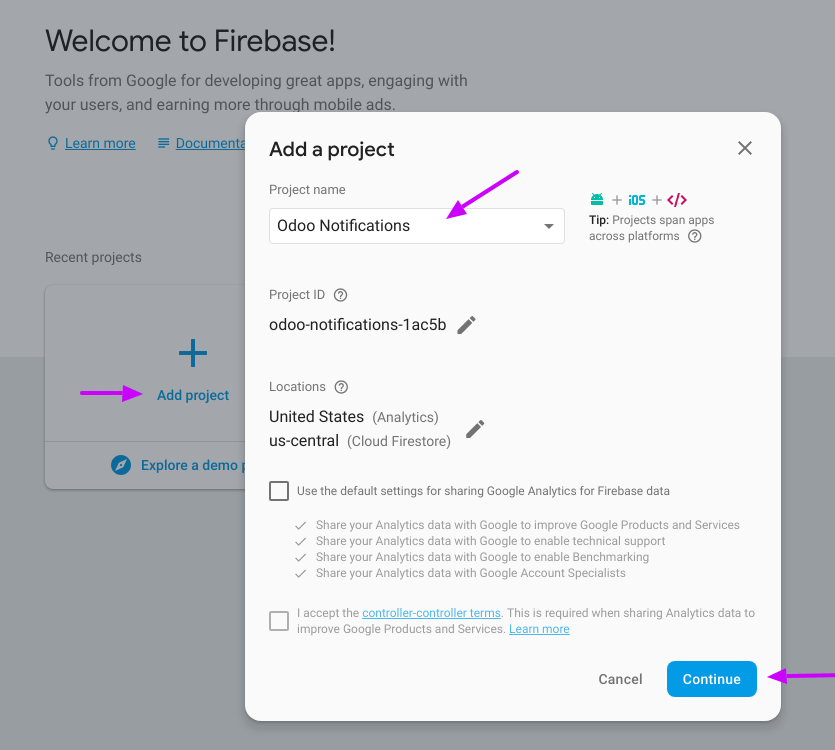 Welcome to Firebase!
Tools from Google for developing great apps, engaging with
your users, and earning more through mobile ads.
Learn more
Documenta
Recent projects
Add project
Explore a demo p
Add a project
Project name
Odoo Notifications
+ iOS + </>
Tip: Projects span apps
across platforms ?
Project ID ?
odoo-notifications-1ac5b
Locations ?
United States (Analytics)
us-central (Cloud Firestore)
Use the default settings for sharing Google Analytics for Firebase data
Share your Analytics data with Google to improve Google Products and Services
Share your Analytics data with Google to enable technical support
Share your Analytics data with Google to enable Benchmarking
Share your Analytics data with Google Account Specialists
I accept the controller-controller terms. This is required when sharing Analytics data to
improve Google Products and Services. Learn more
Cancel
Continue